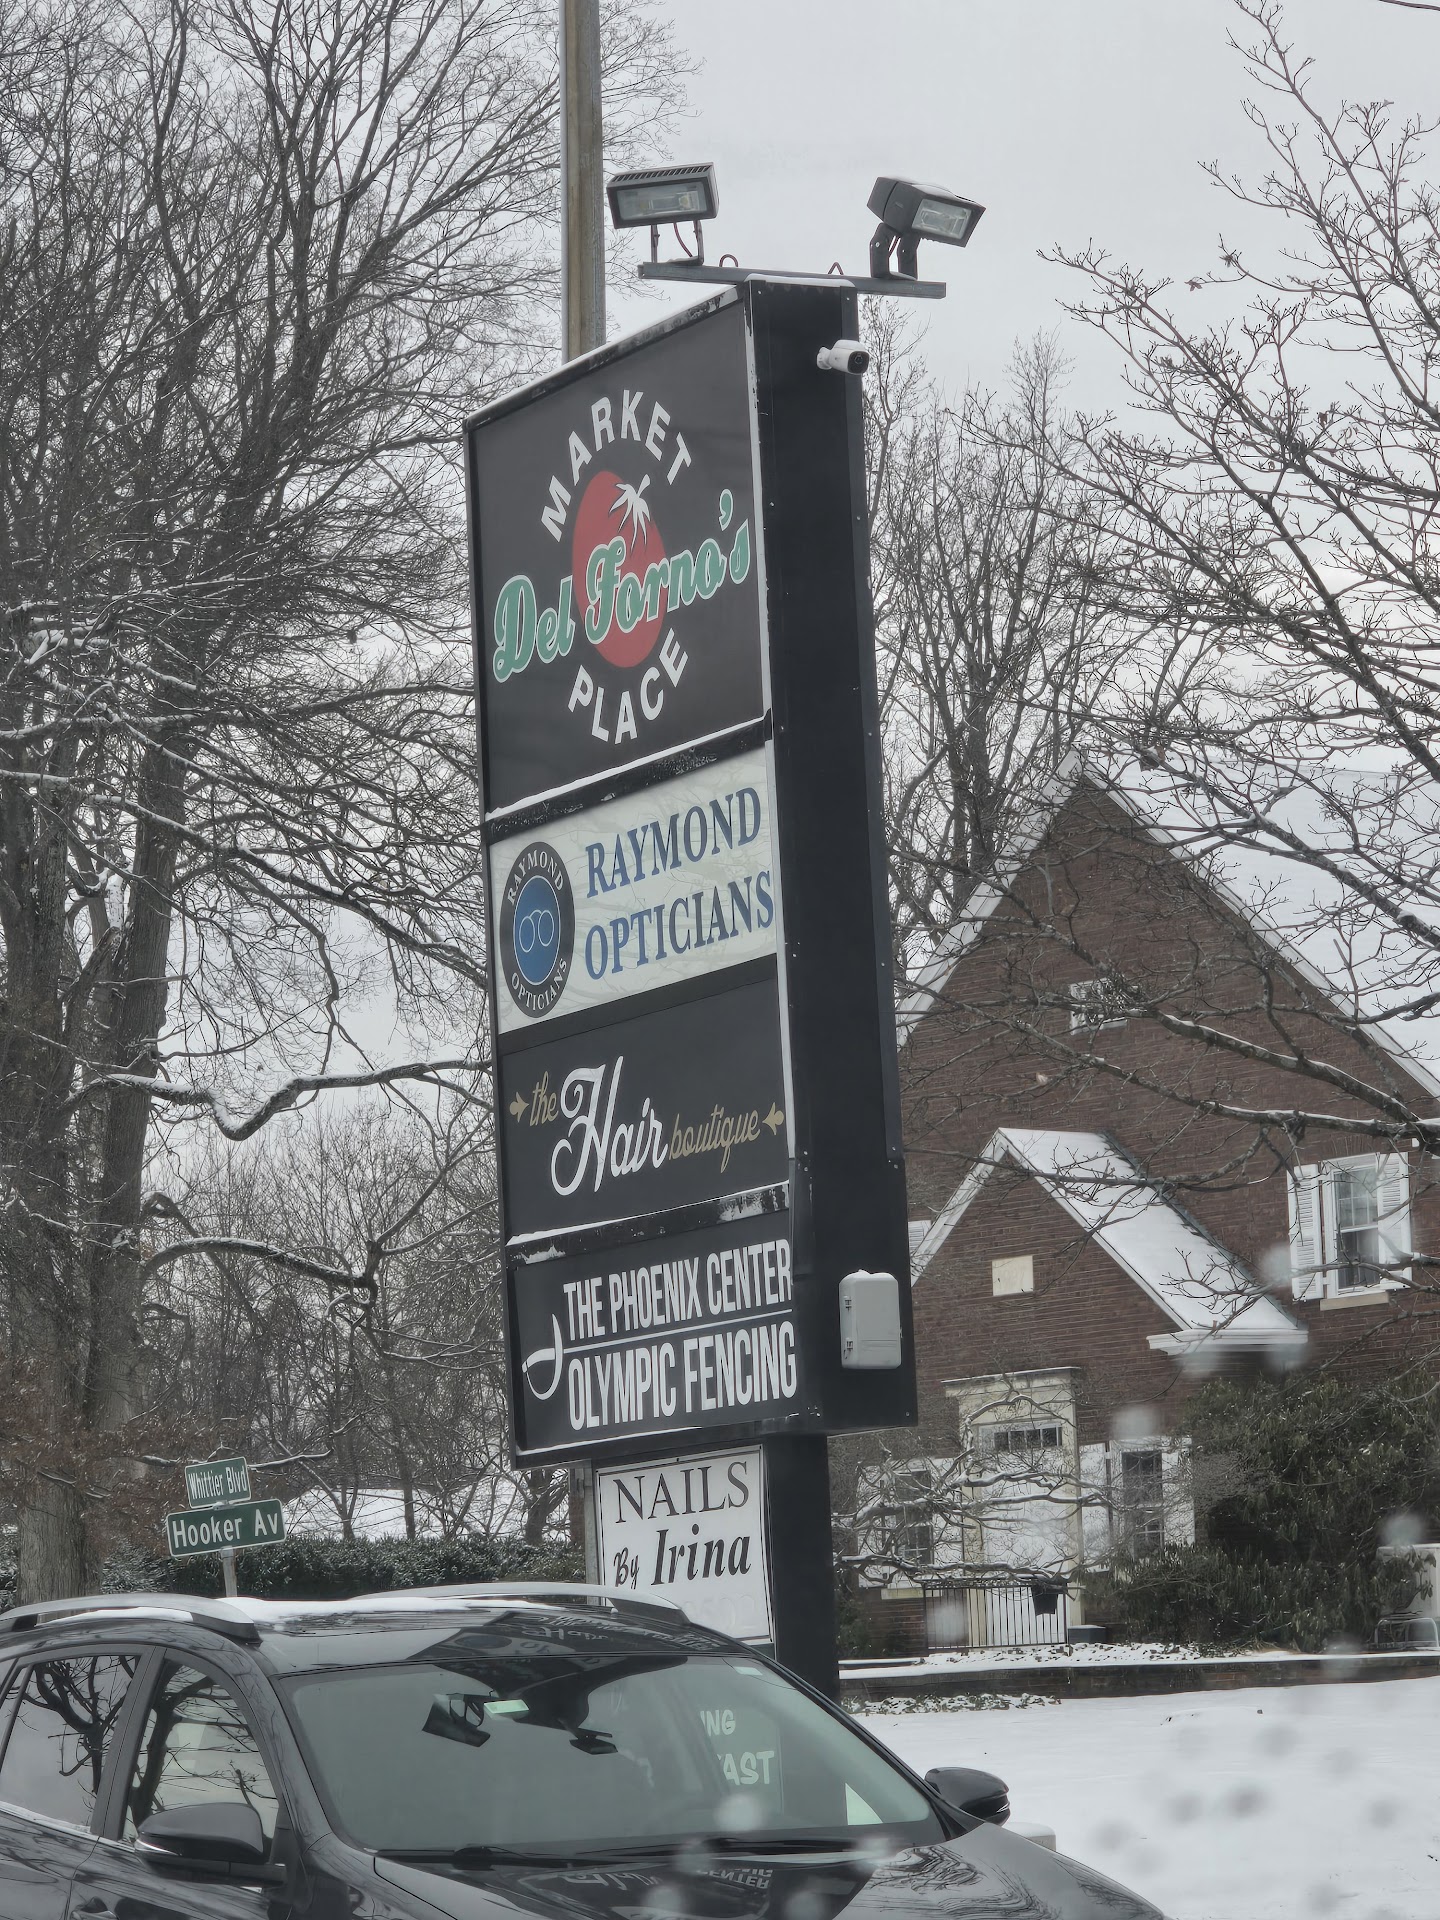 MARKET
Del Forno's
PLACE
RAYMOND
OPTICIANS
RAYMOND
OPTICIANS
the Hair boutique
THE PHOENIX CENTER
OLYMPIC FENCING
NAILS
By Irina
Whittier Blvd
Hooker Av